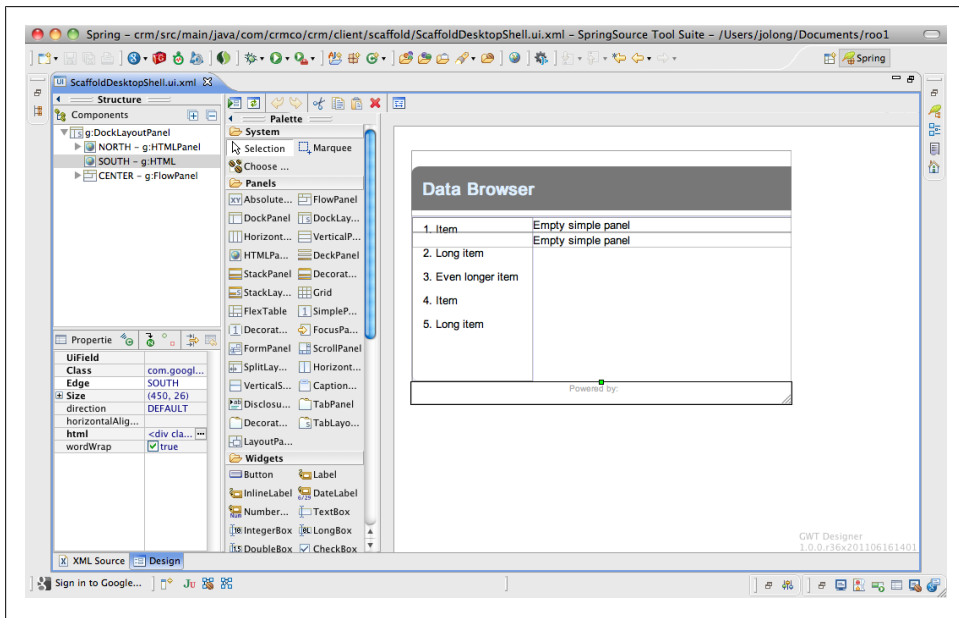 Spring – crm/src/main/java/com/crmco/crm/client/scaffold/ScaffoldDesktopShell.ui.xml – SpringSource Tool Suite – /Users/jolong/Documents/roo1
Spring
ScaffoldDesktopShell.ui.xml
Structure
Components
g:DockLayoutPanel
NORTH – g:HTMLPanel
SOUTH – g:HTML
CENTER – g:FlowPanel
Propertie
UiField
Class com.googl...
Edge SOUTH
Size (450, 26)
direction DEFAULT
horizontalAlig...
html <div cla...
wordWrap true
Palette
System
Selection Marquee
Choose ...
Panels
Absolute... FlowPanel
DockPanel DockLay...
Horizont... VerticalP...
HTMLPa... DeckPanel
StackPanel Decorat...
StackLay... Grid
FlexTable SimpleP...
Decorat... FocusPa...
FormPanel ScrollPanel
SplitLay... Horizont...
VerticalS... Caption...
Disclosu... TabPanel
Decorat... TabLayo...
LayoutPa...
Widgets
Button Label
InlineLabel DateLabel
Number... TextBox
IntegerBox LongBox
DoubleBox CheckBox
Data Browser
1. Item
2. Long item
3. Even longer item
4. Item
5. Long item
Empty simple panel
Empty simple panel
Powered by:
GWT Designer
1.0.0.r36x201106161401
XML Source Design
Sign in to Google...